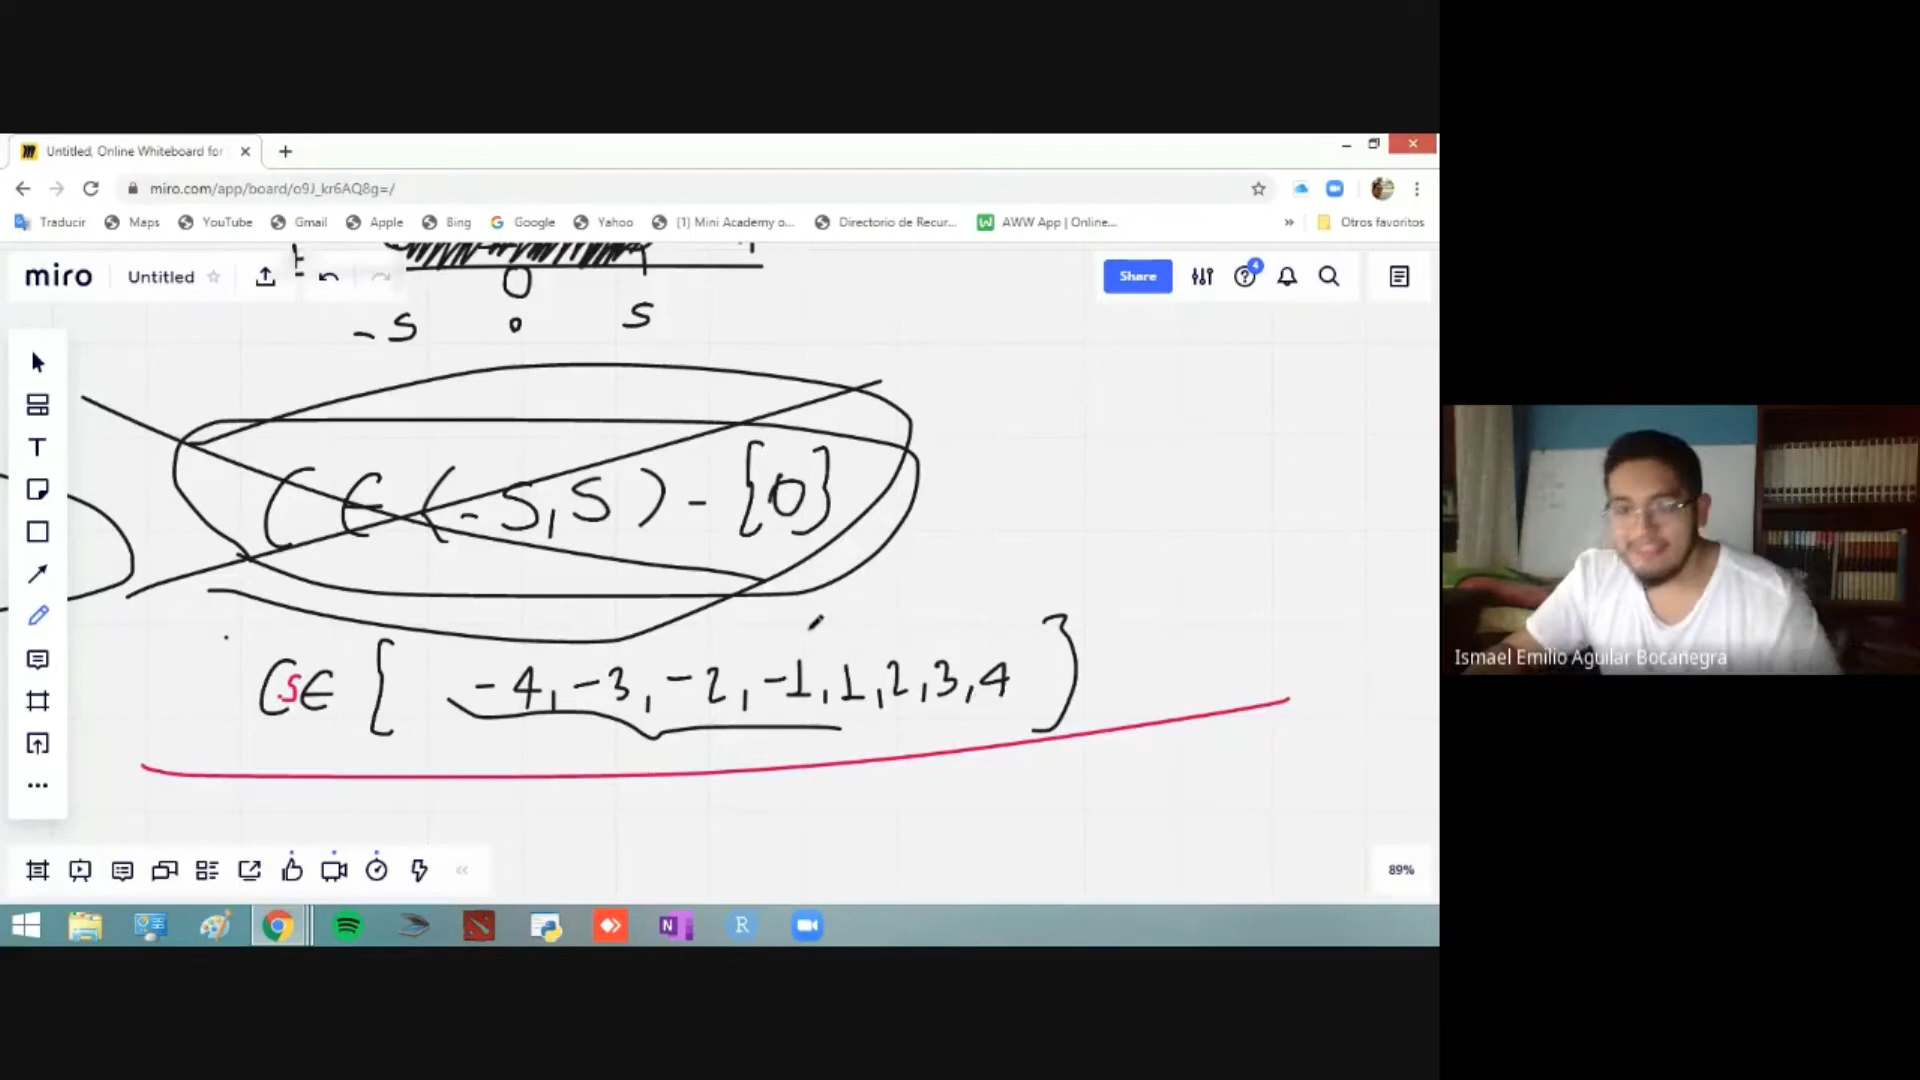 Untitled, Online Whiteboard for
miro.com/app/board/o9J_kr6AQ8g=/
Traducir Maps YouTube Gmail Apple Bing Google Yahoo [1] Mini Academy o... Directorio de Recur... AWW App | Online... » Otros favoritos
miro Untitled Share 4
0
-5 0 5
C ∈ (-5,5) - {0}
Cs ∈ { -4, -3, -2, -1, 1, 2, 3, 4 }
Ismael Emilio Aguilar Bocanegra
89%